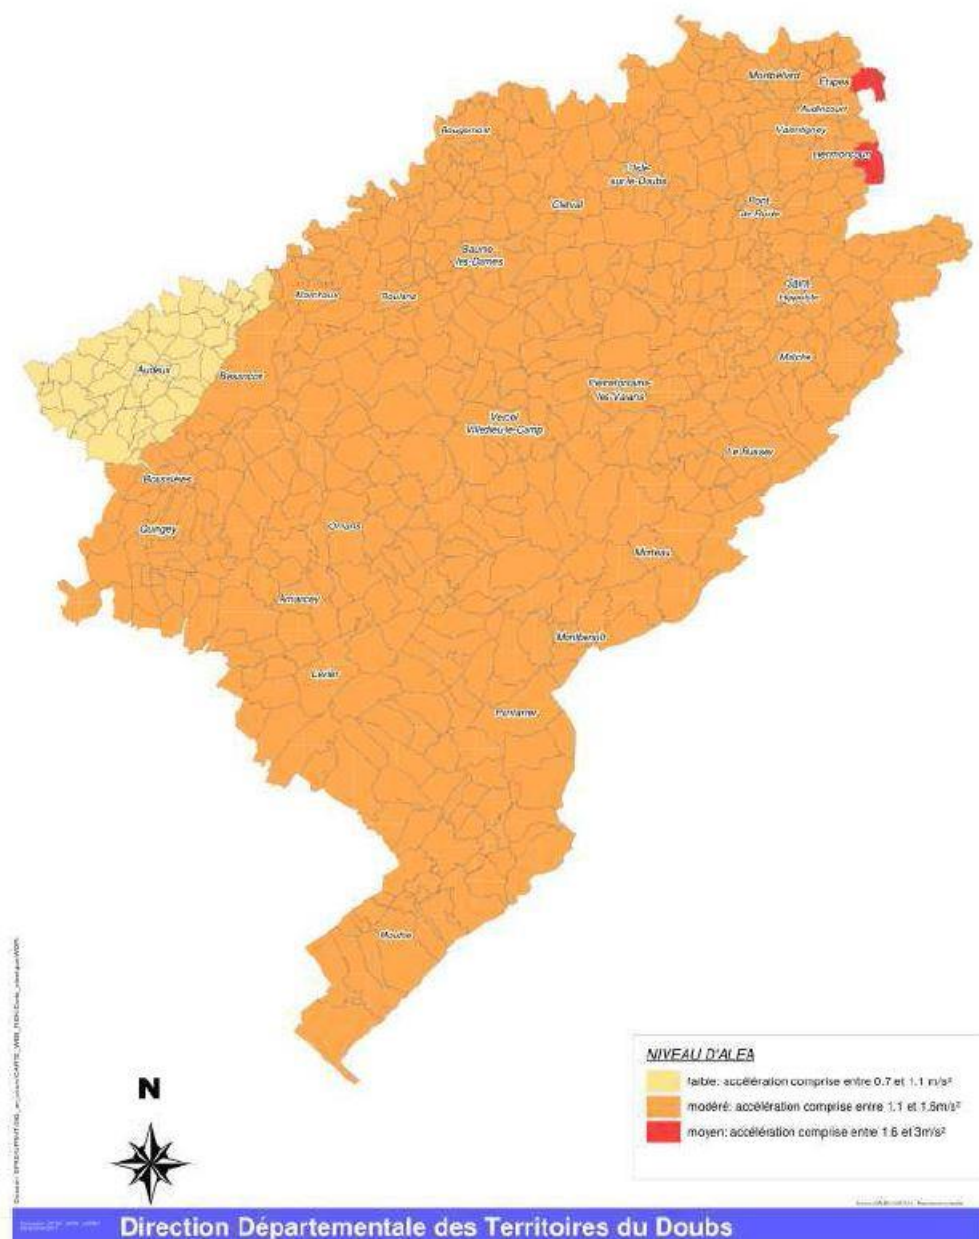 Montbéliard
Etupes
Audincourt
Rougemont
Valentigney
Hérimoncourt
L'Isle-
sur-le-Doubs
Clerval
Pont
de-Roide
Baume
les-Dames
Marchaux
Roulans
Saint
Hippolyte
Audeux
Besançon
Maîche
Pierrefontaine-
les-Varans
Vercel
Villedieu-le-Camp
Le Russey
Boussières
Quingey
Ornans
Morteau
Amancey
Montbenoît
Levier
Pontarlier
Mouthe
NIVEAU D'ALEA
faible: accélération comprise entre 0.7 et 1.1 m/s²
modéré: accélération comprise entre 1.1 et 1.6m/s²
moyen: accélération comprise entre 1.6 et 3m/s²
N
Direction Départementale des Territoires du Doubs